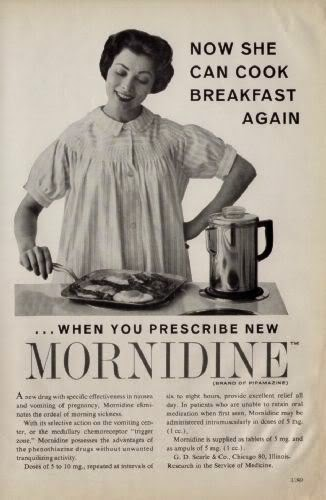 NOW SHE
CAN COOK
BREAKFAST
AGAIN
...WHEN YOU PRESCRIBE NEW
MORNIDINE™
(BRAND OF PIPAMAZINE)
A new drug with specific effectiveness in nausea
and vomiting of pregnancy, Mornidine elimi-
nates the ordeal of morning sickness.
With its selective action on the vomiting cen-
ter, or the medullary chemoreceptor "trigger
zone," Mornidine possesses the advantages of
the phenothiazine drugs without unwanted
tranquilizing activity.
Doses of 5 to 10 mg., repeated at intervals of
six to eight hours, provide excellent relief all
day. In patients who are unable to retain oral
medication when first seen, Mornidine may be
administered intramuscularly in doses of 5 mg.
(1 cc.).
Mornidine is supplied as tablets of 5 mg. and
as ampuls of 5 mg. (1 cc.).
G. D. Searle & Co., Chicago 80, Illinois.
Research in the Service of Medicine.